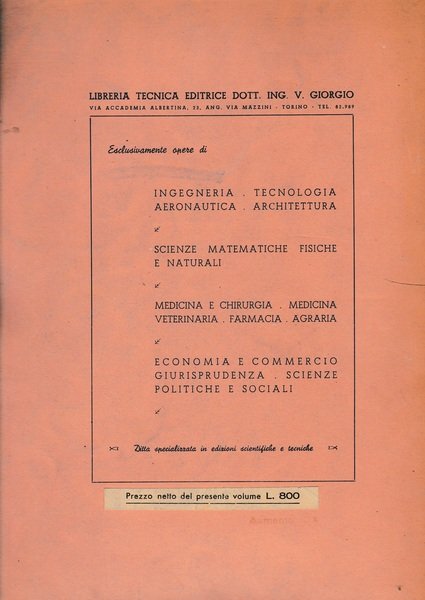 LIBRERIA TECNICA EDITRICE DOTT. ING. V. GIORGIO
VIA ACCADEMIA ALBERTINA, 23, ANG. VIA MAZZINI - TORINO - TEL. 82.969
Esclusivamente opere di
INGEGNERIA . TECNOLOGIA
AERONAUTICA . ARCHITETTURA
SCIENZE MATEMATICHE FISICHE
E NATURALI
MEDICINA E CHIRURGIA . MEDICINA
VETERINARIA . FARMACIA . AGRARIA
ECONOMIA E COMMERCIO
GIURISPRUDENZA . SCIENZE
POLITICHE E SOCIALI
Ditta specializzata in edizioni scientifiche e tecniche
Prezzo netto del presente volume L. 800